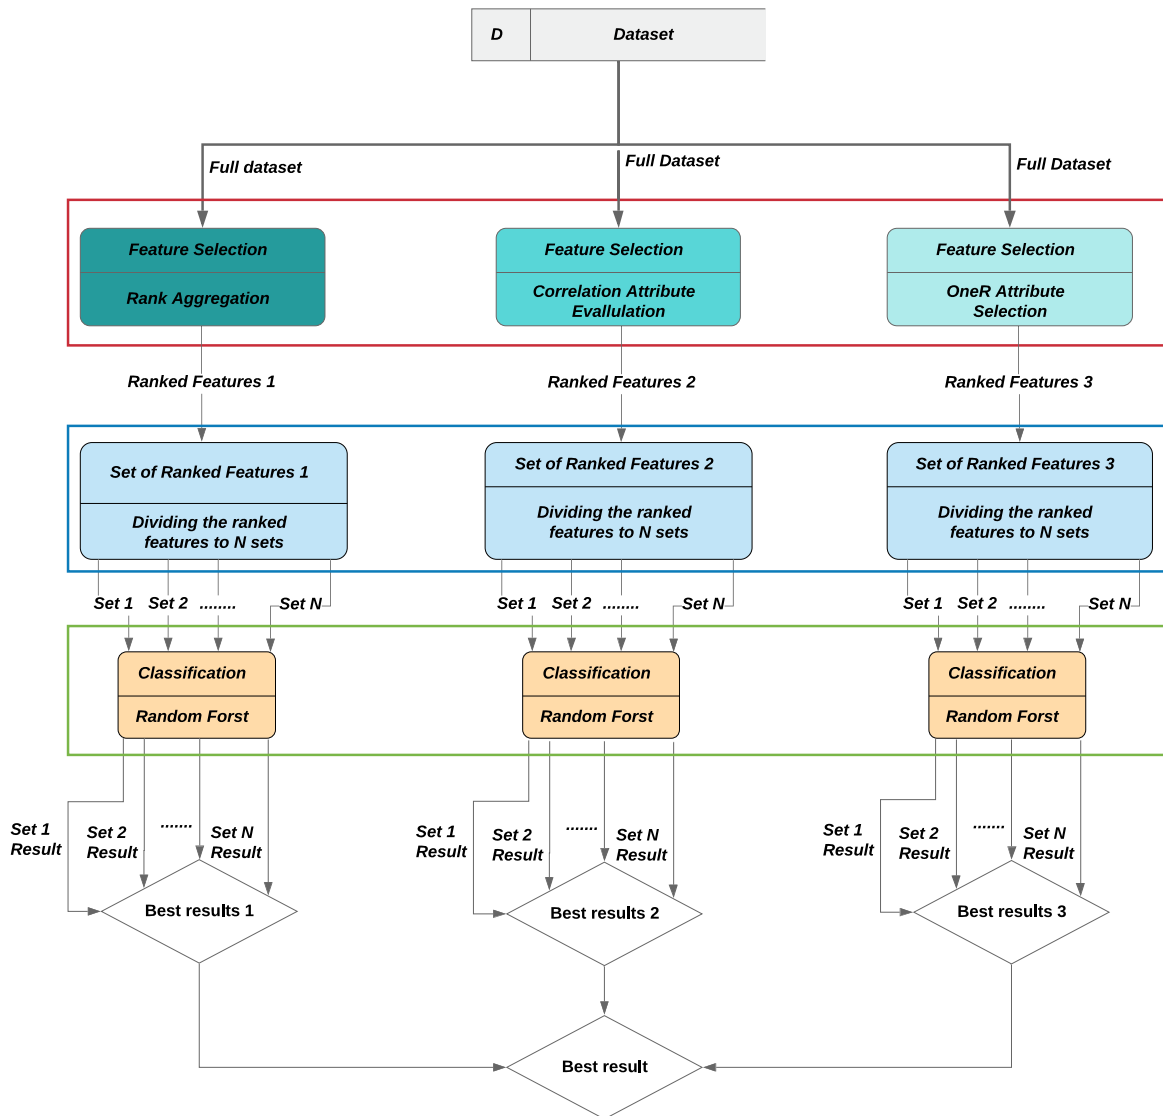 D Dataset
Full dataset
Full Dataset
Full Dataset
Feature Selection
Rank Aggregation
Feature Selection
Correlation Attribute
Evallulation
Feature Selection
OneR Attribute
Selection
Ranked Features 1
Ranked Features 2
Ranked Features 3
Set of Ranked Features 1
Dividing the ranked
features to N sets
Set of Ranked Features 2
Dividing the ranked
features to N sets
Set of Ranked Features 3
Dividing the ranked
features to N sets
Set 1 Set 2 ........ Set N
Set 1 Set 2 ........ Set N
Set 1 Set 2 ........ Set N
Classification
Random Forst
Classification
Random Forst
Classification
Random Forst
Set 1
Result
Set 2
Result
.......
Set N
Result
Set 1
Result
Set 2
Result
.......
Set N
Result
Set 1
Result
Set 2
Result
.......
Set N
Result
Best results 1
Best results 2
Best results 3
Best result